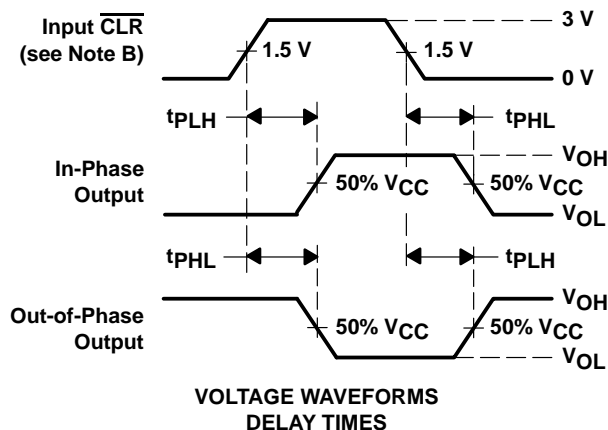 Input CLR
(see Note B)
1.5 V
1.5 V
3 V
0 V
tPLH
tPHL
In-Phase
Output
50% VCC
50% VCC
VOH
VOL
tPHL
tPLH
Out-of-Phase
Output
50% VCC
50% VCC
VOH
VOL
VOLTAGE WAVEFORMS
DELAY TIMES